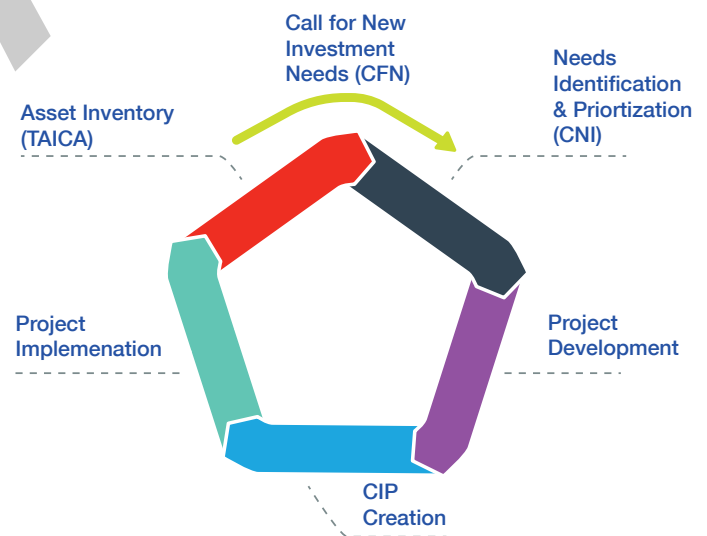 Call for New
Investment
Needs (CFN)
Needs
Identification
& Priortization
(CNI)
Asset Inventory
(TAICA)
Project
Implemenation
Project
Development
CIP
Creation